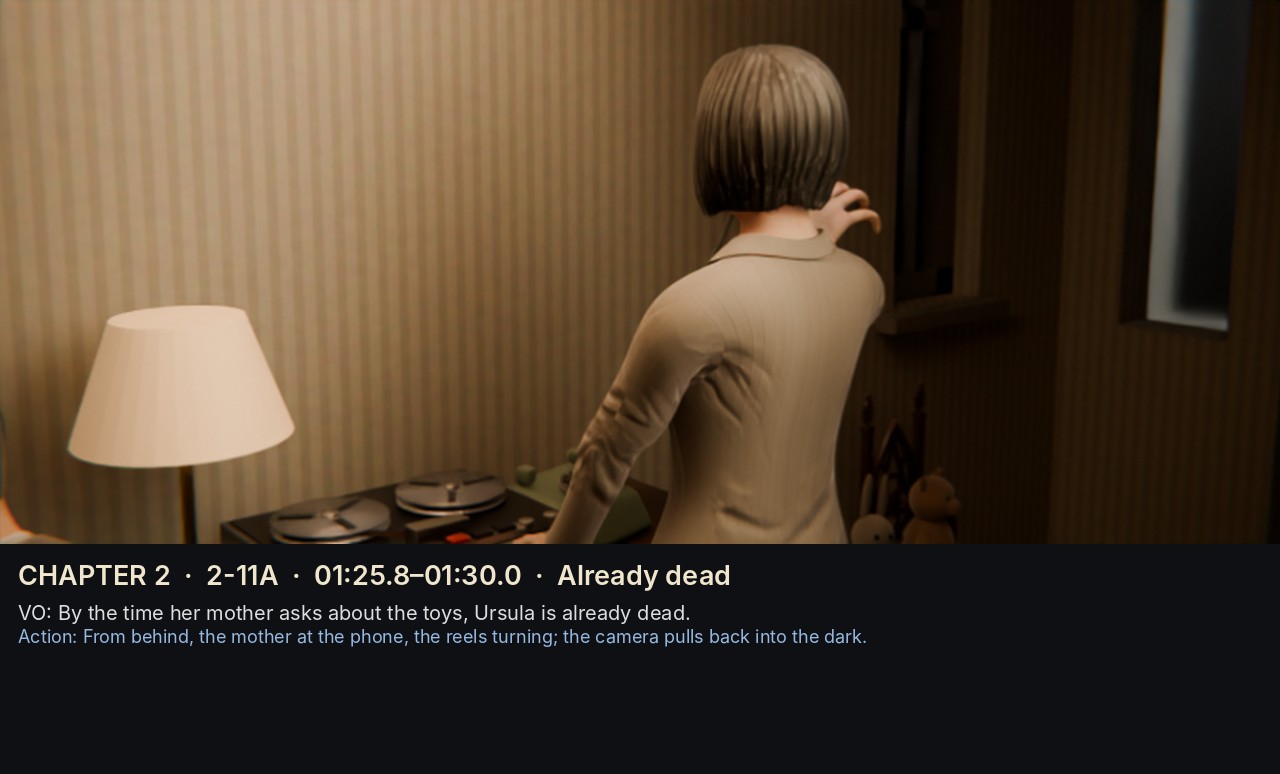 CHAPTER 2 · 2-11A · 01:25.8–01:30.0 · Already dead
VO: By the time her mother asks about the toys, Ursula is already dead.
Action: From behind, the mother at the phone, the reels turning; the camera pulls back into the dark.